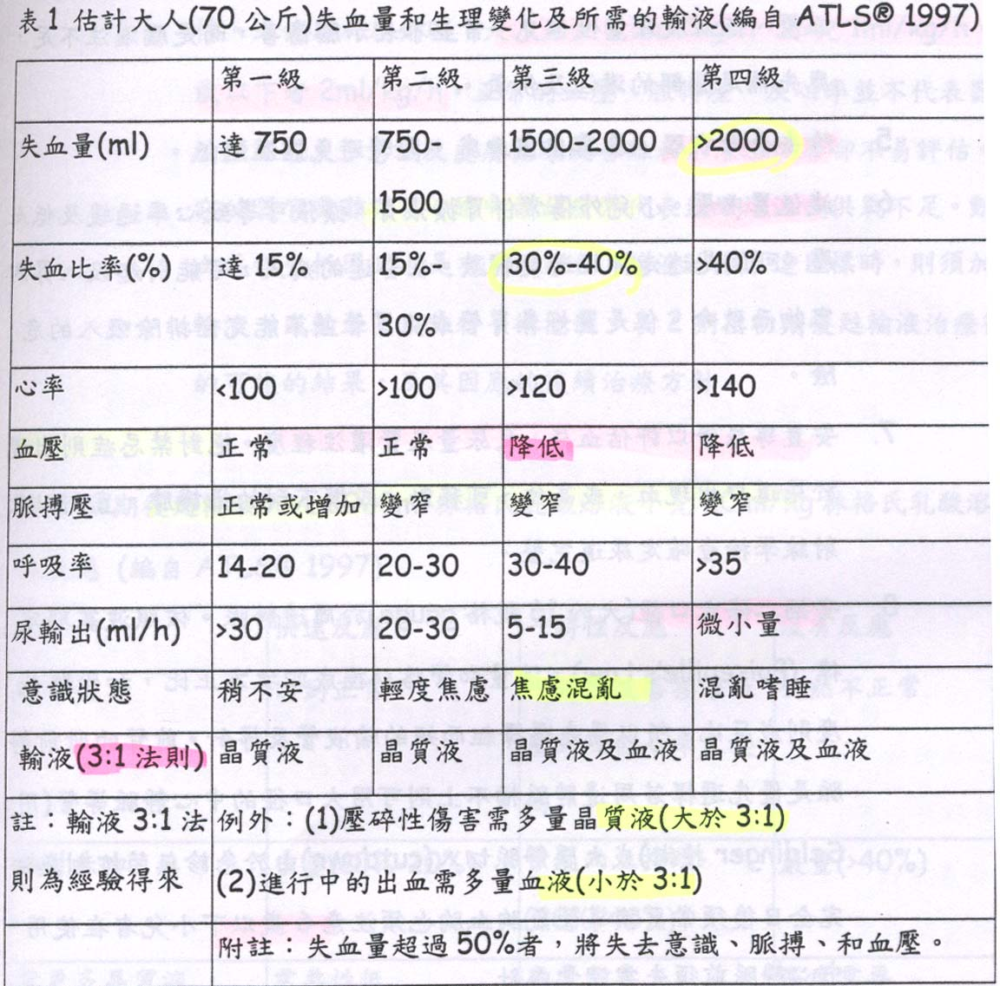 表1 估計大人(70 公斤)失血量和生理變化及所需的輸液(編自 ATLS® 1997)
第一級 第二級 第三級 第四級
失血量(ml) 達 750 750-1500 1500-2000 >2000
失血比率(%) 達 15% 15%-30% 30%-40% >40%
心率 <100 >100 >120 >140
血壓 正常 正常 降低 降低
脈搏壓 正常或增加 變窄 變窄 變窄
呼吸率 14-20 20-30 30-40 >35
尿輸出(ml/h) >30 20-30 5-15 微小量
意識狀態 稍不安 輕度焦慮 焦慮混亂 混亂嗜睡
輸液(3:1 法則) 晶質液 晶質液 晶質液及血液 晶質液及血液
註：輸液 3:1 法 例外：(1)壓碎性傷害需多量晶質液(大於 3:1)
則為經驗得來 (2)進行中的出血需多量血液(小於 3:1)
附註：失血量超過 50%者，將失去意識、脈搏、和血壓。